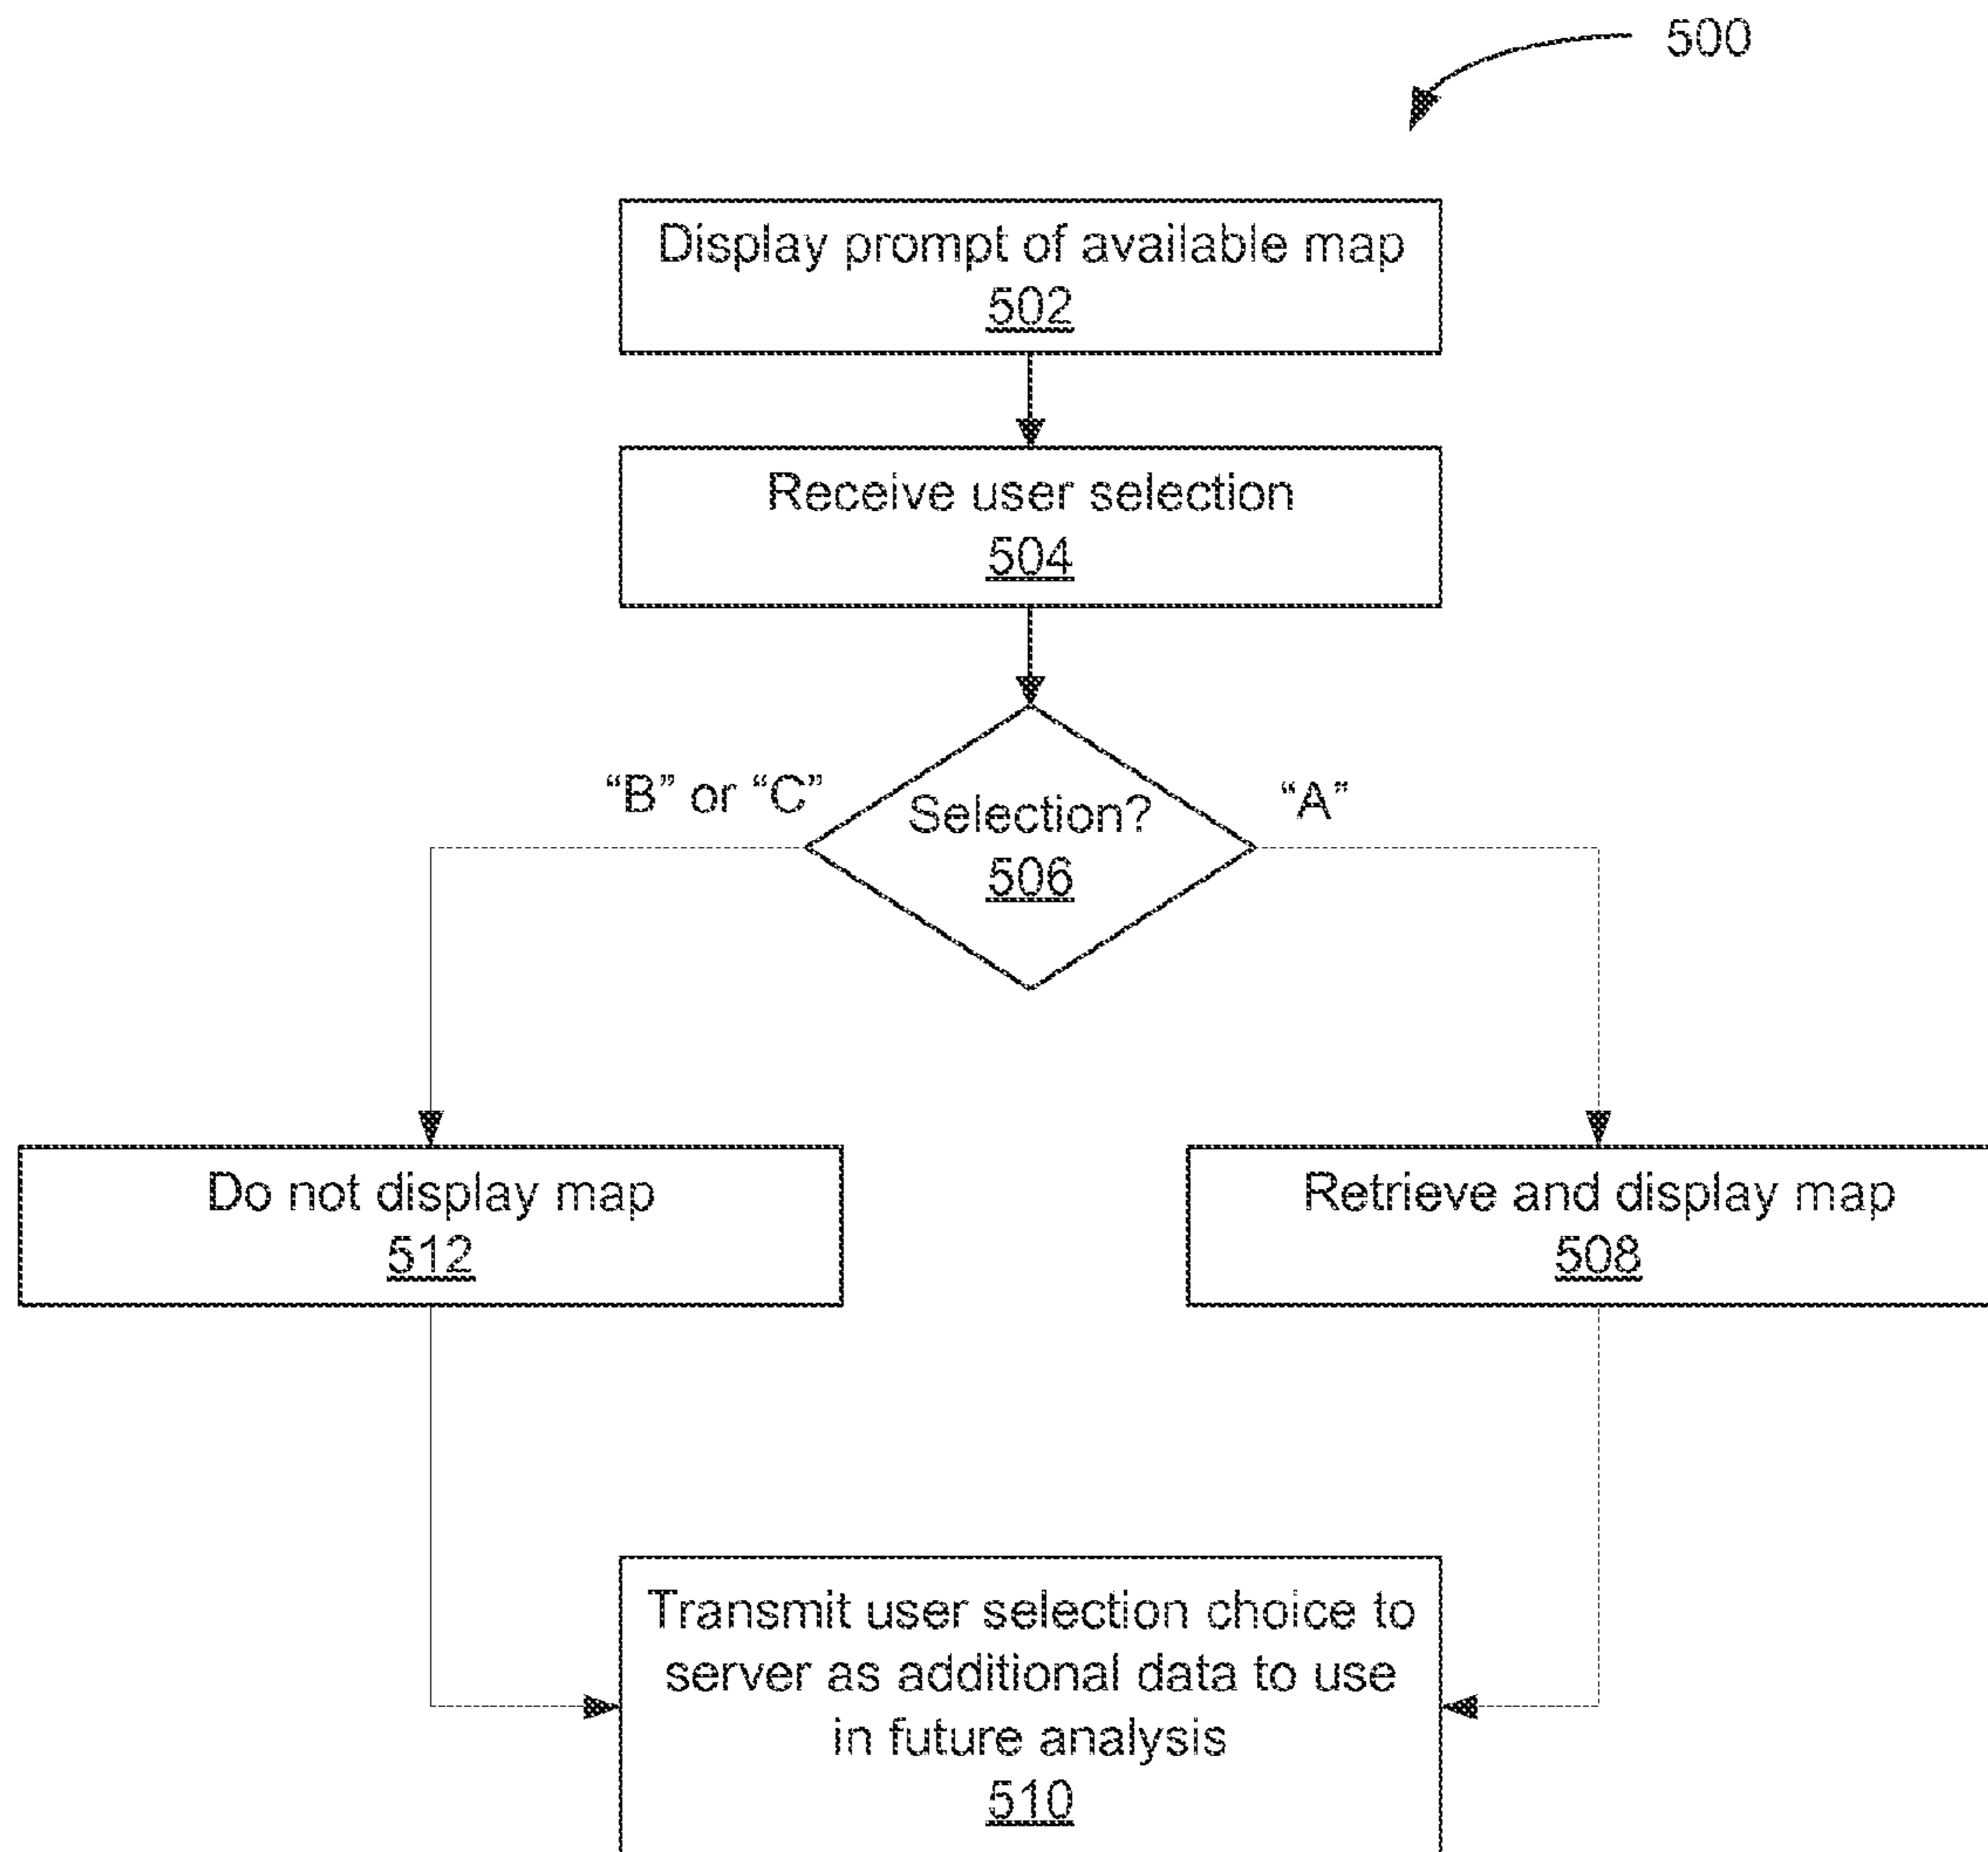 500
Display prompt of available map
502
Receive user selection
504
“B” or “C”
Selection?
506
“A”
Do not display map
512
Retrieve and display map
508
Transmit user selection choice to
server as additional data to use
in future analysis
510